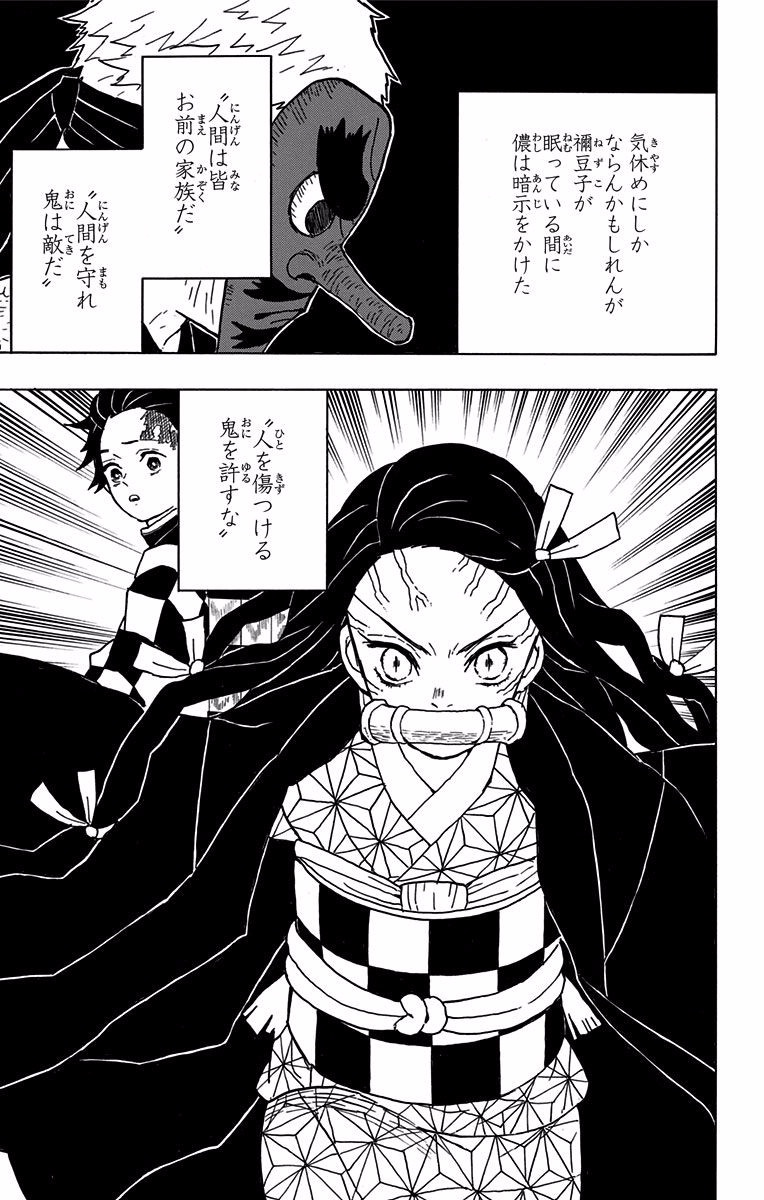 気休めにしか
ならんかもしれんが
禰豆子が
眠っている間に
儂は暗示をかけた
〝人間は皆
お前の家族だ〟
〝人間を守れ
鬼は敵だ〟
〝人を傷つける
鬼を許すな〟